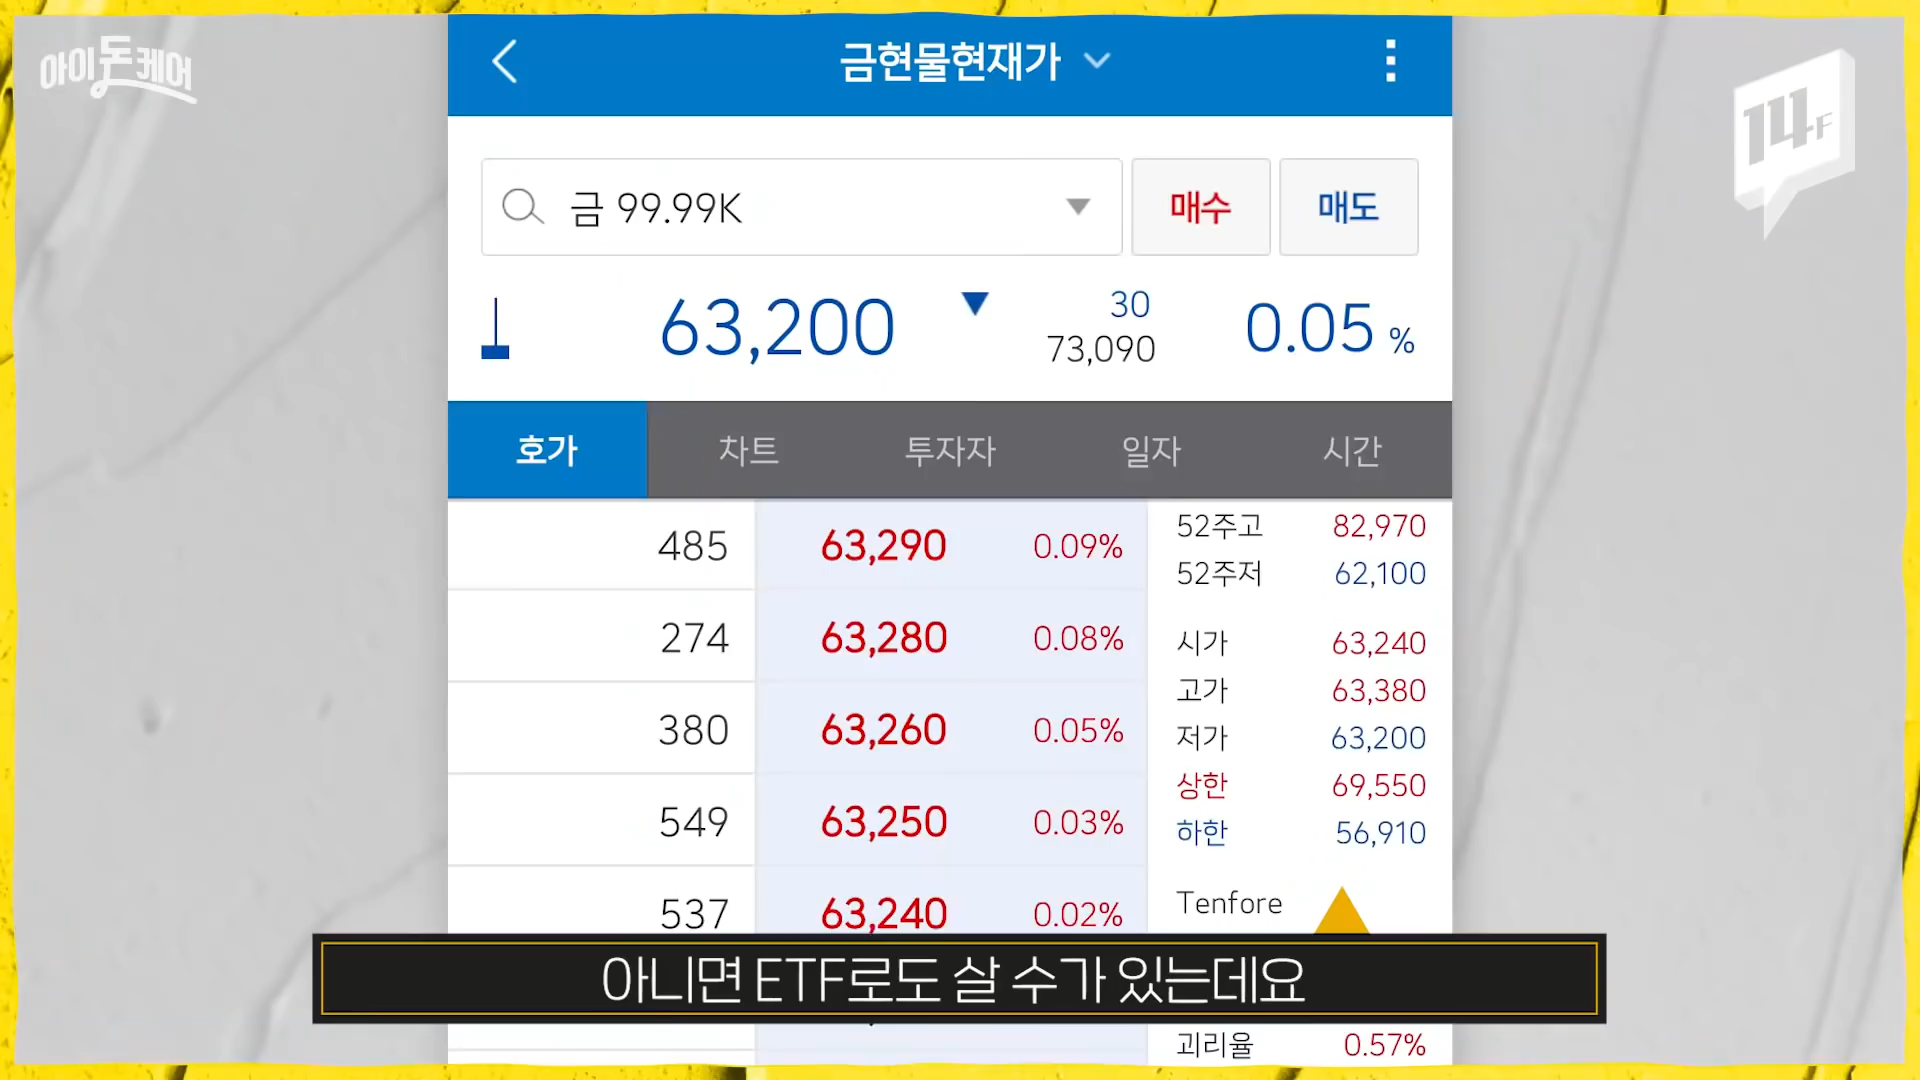 아이돈케어
14F
금현물현재가
금 99.99K
매수
매도
63,200
30
73,090
0.05 %
호가
차트
투자자
일자
시간
485 63,290 0.09%
274 63,280 0.08%
380 63,260 0.05%
549 63,250 0.03%
537 63,240 0.02%
52주고 82,970
52주저 62,100
시가 63,240
고가 63,380
저가 63,200
상한 69,550
하한 56,910
Tenfore
괴리율 0.57%
아니면 ETF로도 살 수가 있는데요